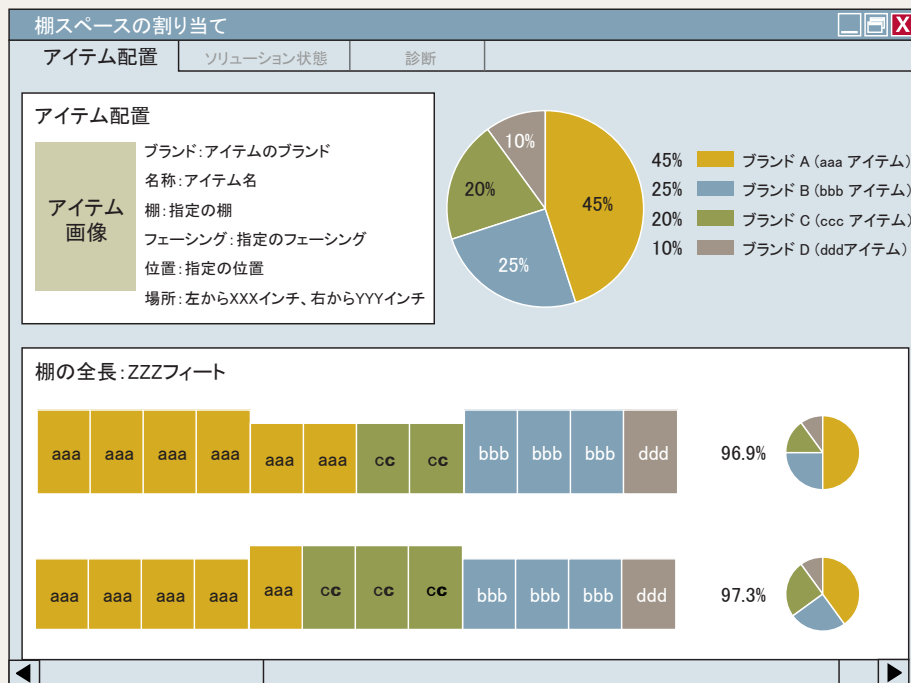 棚スペースの割り当て
X
アイテム配置 ソリューション状態 診断
アイテム配置
アイテム
画像
ブランド:アイテムのブランド
名称:アイテム名
棚:指定の棚
フェーシング:指定のフェーシング
位置:指定の位置
場所:左からXXXインチ、右からYYYインチ
10%
20%
45%
25%
45% ブランド A (aaa アイテム)
25% ブランド B (bbb アイテム)
20% ブランド C (ccc アイテム)
10% ブランド D (dddアイテム)
棚の全長:ZZZフィート
aaa aaa aaa aaa aaa aaa cc cc bbb bbb bbb ddd 96.9%
aaa aaa aaa aaa aaa cc cc cc bbb bbb bbb ddd 97.3%